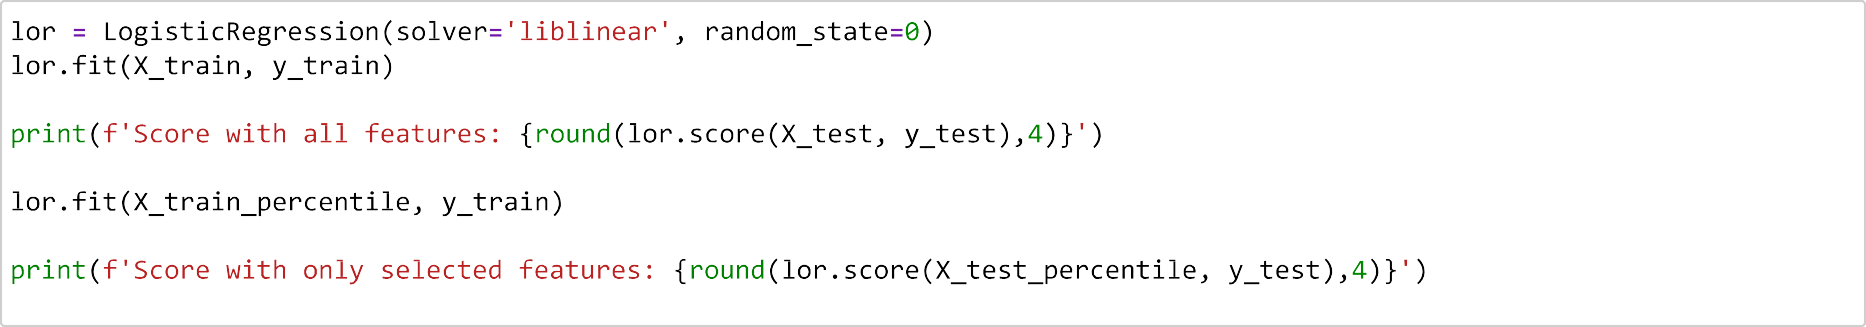 lor = LogisticRegression(solver='liblinear', random_state=0)
lor.fit(X_train, y_train)
print(f'Score with all features: {round(lor.score(X_test, y_test),4)}')
lor.fit(X_train_percentile, y_train)
print(f'Score with only selected features: {round(lor.score(X_test_percentile, y_test),4)}')